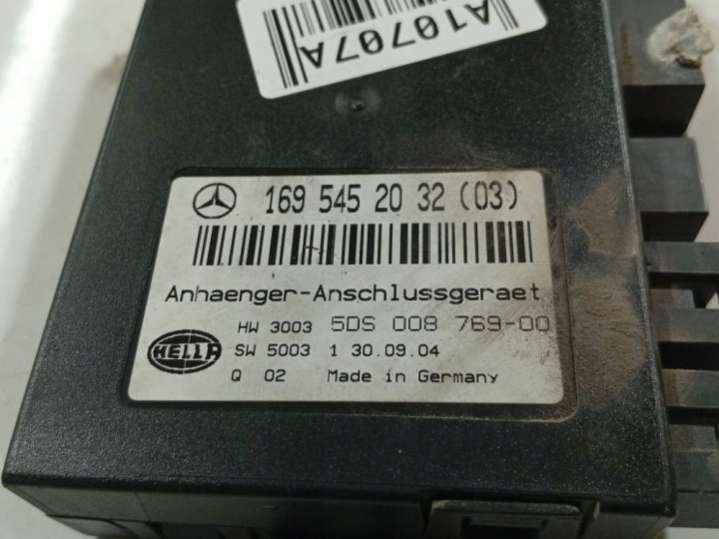 A10707A
169 545 20 32 (03)
Anhaenger-Anschlussgeraet
HW 3003 5DS 008 769-00
HELLA SW 5003 1 30.09.04
Q 02 Made in Germany